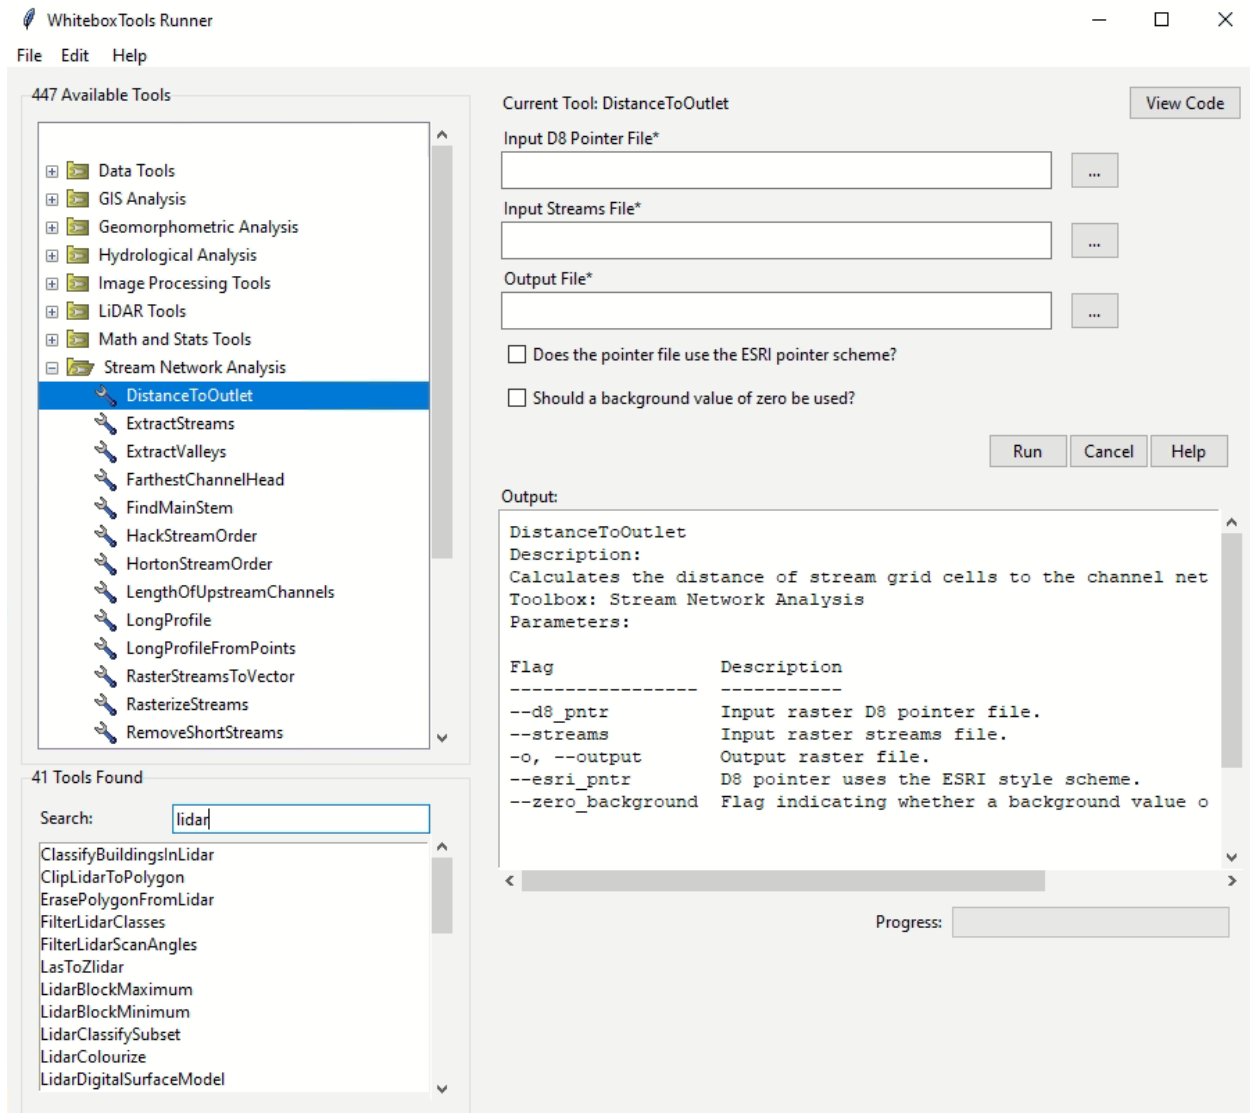 WhiteboxTools Runner
File Edit Help
447 Available Tools
Data Tools
GIS Analysis
Geomorphometric Analysis
Hydrological Analysis
Image Processing Tools
LiDAR Tools
Math and Stats Tools
Stream Network Analysis
DistanceToOutlet
ExtractStreams
ExtractValleys
FarthestChannelHead
FindMainStem
HackStreamOrder
HortonStreamOrder
LengthOfUpstreamChannels
LongProfile
LongProfileFromPoints
RasterStreamsToVector
RasterizeStreams
RemoveShortStreams
41 Tools Found
Search: lidar
ClassifyBuildingsInLidar
ClipLidarToPolygon
ErasePolygonFromLidar
FilterLidarClasses
FilterLidarScanAngles
LasToZlidar
LidarBlockMaximum
LidarBlockMinimum
LidarClassifySubset
LidarColourize
LidarDigitalSurfaceModel
Current Tool: DistanceToOutlet View Code
Input D8 Pointer File*
...
Input Streams File*
...
Output File*
...
Does the pointer file use the ESRI pointer scheme?
Should a background value of zero be used?
Run Cancel Help
Output:
DistanceToOutlet
Description:
Calculates the distance of stream grid cells to the channel net
Toolbox: Stream Network Analysis
Parameters:
Flag Description
----------------- -----------
--d8_pntr Input raster D8 pointer file.
--streams Input raster streams file.
-o, --output Output raster file.
--esri_pntr D8 pointer uses the ESRI style scheme.
--zero_background Flag indicating whether a background value o
Progress: